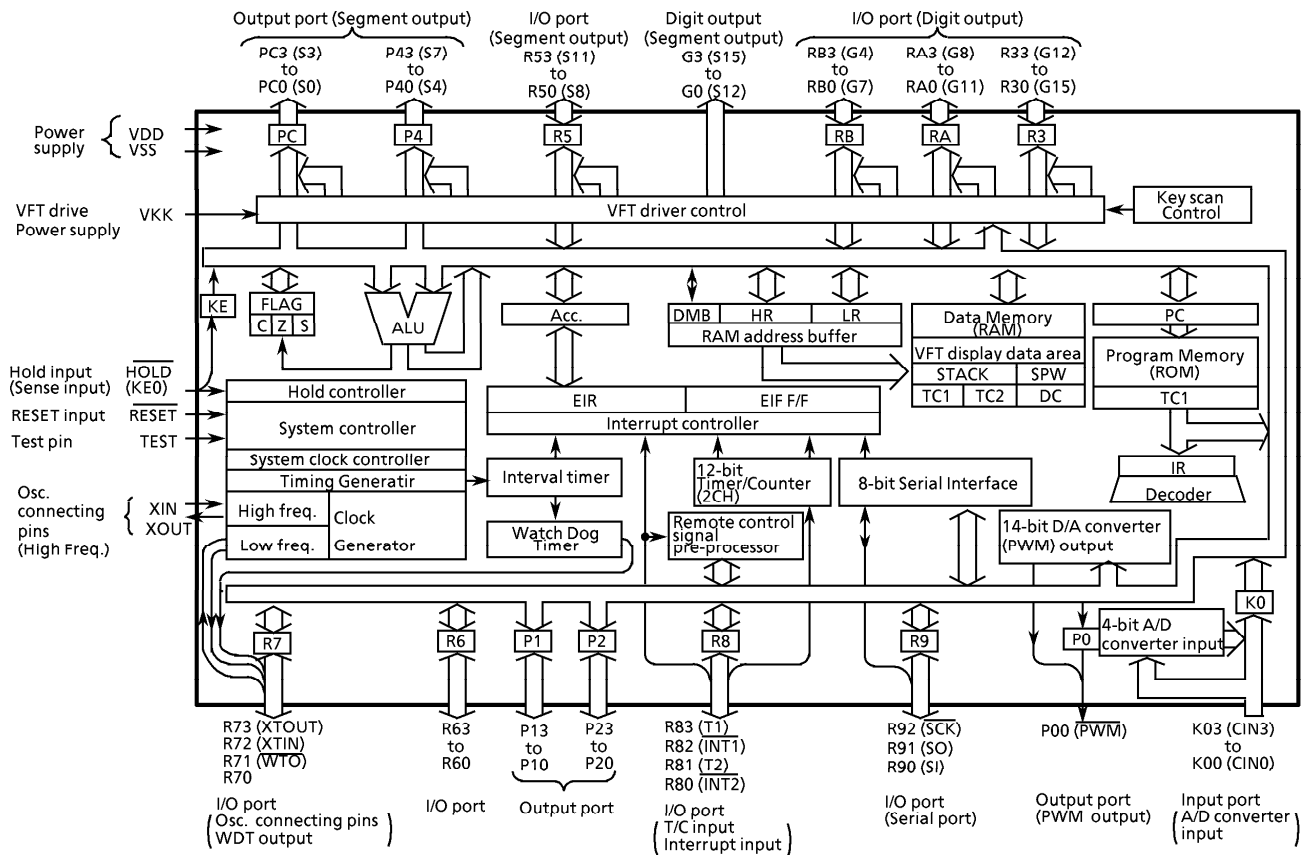 Output port (Segment output)
I/O port
(Segment output)
Digit output
(Segment output)
I/O port (Digit output)
PC3 (S3)
to
PC0 (S0)
P43 (S7)
to
P40 (S4)
R53 (S11)
to
R50 (S8)
G3 (S15)
to
G0 (S12)
RB3 (G4)
to
RB0 (G7)
RA3 (G8)
to
RA0 (G11)
R33 (G12)
to
R30 (G15)
Power
supply
VDD
VSS
PC
P4
R5
RB
RA
R3
VFT drive
Power supply
VKK
VFT driver control
Key scan
Control
KE
FLAG
C Z S
ALU
Acc.
DMB HR LR
RAM address buffer
Data Memory
(RAM)
VFT display data area
STACK SPW
TC1 TC2 DC
PC
Program Memory
(ROM)
TC1
IR
Decoder
Hold input
(Sense input)
HOLD
(KE0)
RESET input
RESET
Test pin
TEST
Osc.
connecting
pins
(High Freq.)
XIN
XOUT
Hold controller
System controller
System clock controller
Timing Generatir
High freq.
Low freq.
Clock
Generator
EIR EIF F/F
Interrupt controller
Interval timer
Watch Dog
Timer
12-bit
Timer/Counter
(2CH)
Remote control
signal
pre-processor
8-bit Serial Interface
14-bit D/A converter
(PWM) output
K0
P0
4-bit A/D
converter input
R7
R6
P1
P2
R8
R9
R73 (XTOUT)
R72 (XTIN)
R71 (WTO)
R70
I/O port
(Osc. connecting pins
WDT output)
R63
to
R60
I/O port
P13
to
P10
P23
to
P20
Output port
R83 (T1)
R82 (INT1)
R81 (T2)
R80 (INT2)
I/O port
(T/C input
Interrupt input)
R92 (SCK)
R91 (SO)
R90 (SI)
I/O port
(Serial port)
P00 (PWM)
Output port
(PWM output)
K03 (CIN3)
to
K00 (CIN0)
Input port
(A/D converter
input)